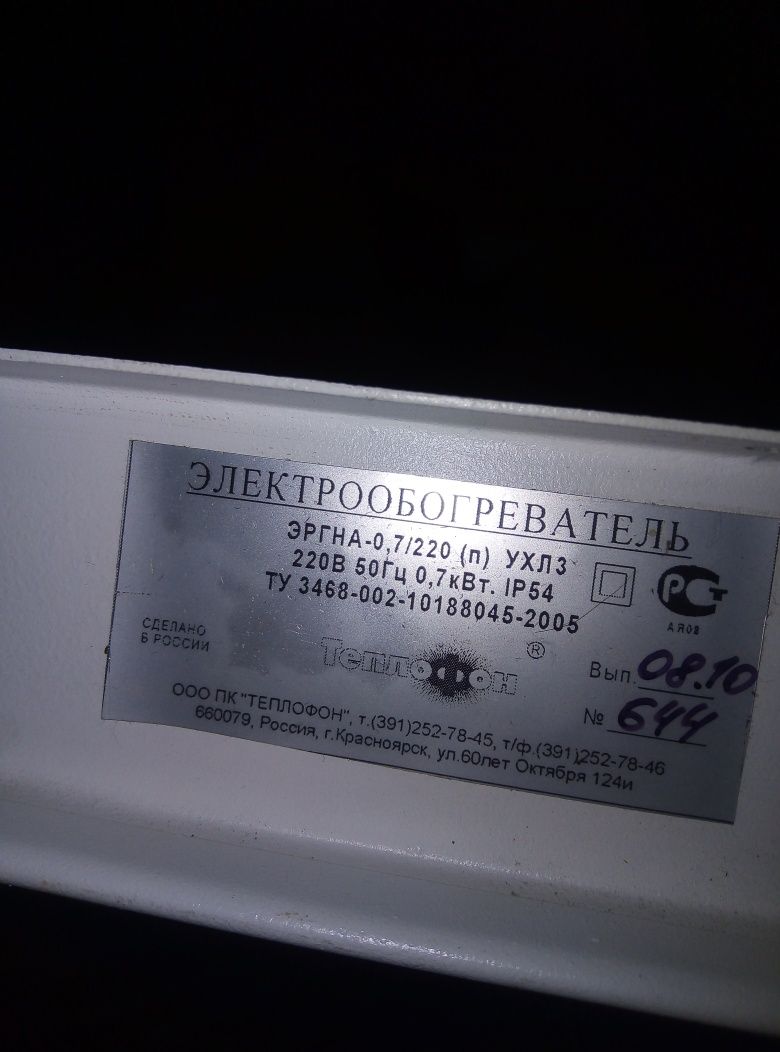 ЭЛЕКТРООБОГРЕВАТЕЛЬ
ЭРГНА-0,7/220 (п) УХЛ3
220В 50Гц 0,7кВт. IP54
ТУ 3468-002-10188045-2005
РСТ
АЯ08
СДЕЛАНО
В РОССИИ
Теплофон ®
Вып. 08.10
№ 644
ООО ПК "ТЕПЛОФОН", т.(391)252-78-45, т/ф.(391)252-78-46
660079, Россия, г.Красноярск, ул.60лет Октября 124и